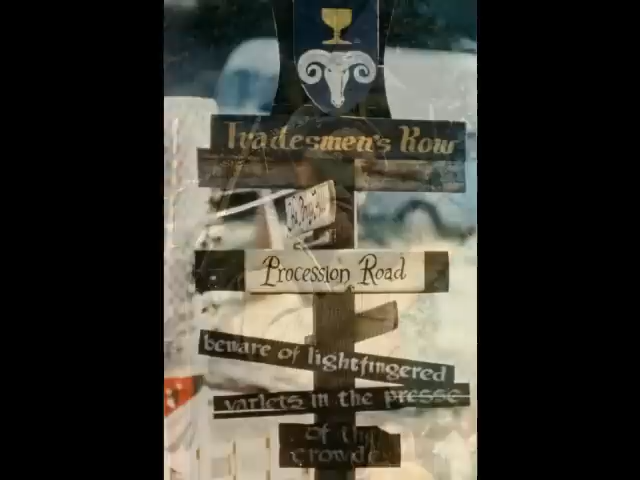 Tradesmen's Row
Procession Road
beware of lightfingered
varlets in the presse
of the
crowde